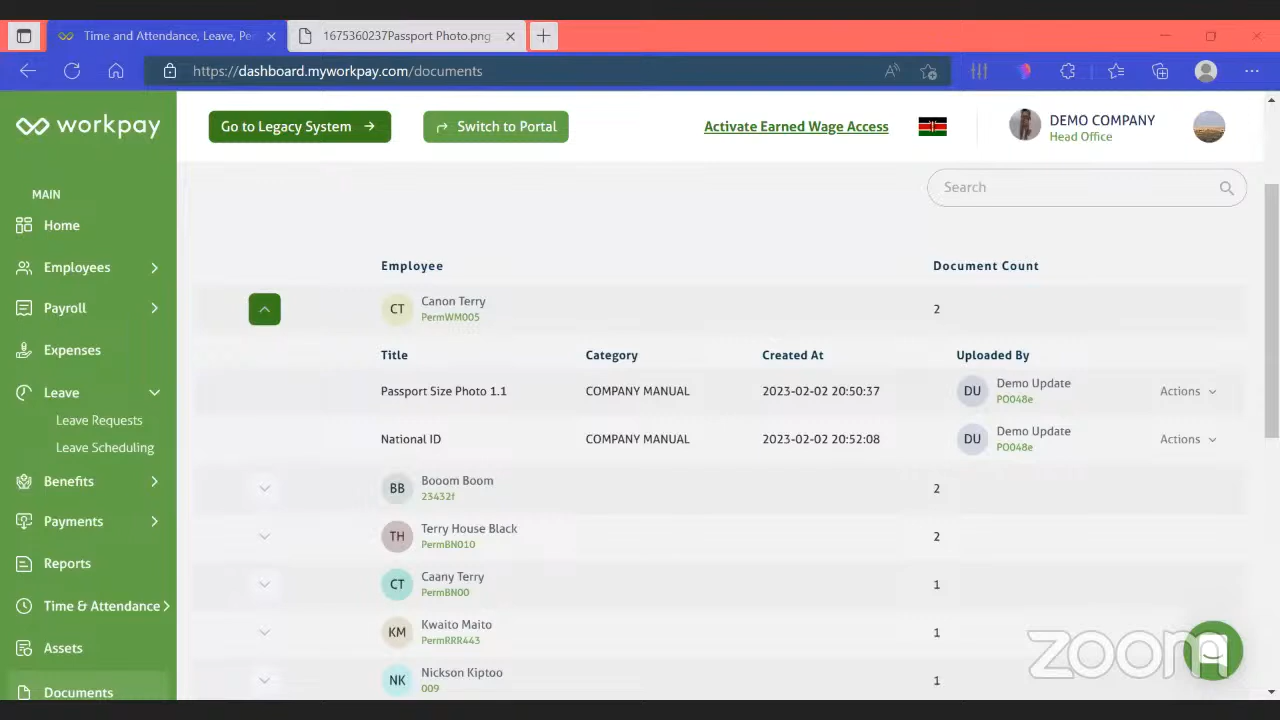 Time and Attendance, Leave, Pe
1675360237Passport Photo.png
https://dashboard.myworkpay.com/documents
workpay
Go to Legacy System
Switch to Portal
Activate Earned Wage Access
DEMO COMPANY
Head Office
MAIN
Home
Employees
Payroll
Expenses
Leave
Leave Requests
Leave Scheduling
Benefits
Payments
Reports
Time & Attendance
Assets
Documents
Search
Employee Document Count
CT Canon Terry 2
PermWM005
Title Category Created At Uploaded By
Passport Size Photo 1.1 COMPANY MANUAL 2023-02-02 20:50:37 DU Demo Update Actions
PO048e
National ID COMPANY MANUAL 2023-02-02 20:52:08 DU Demo Update Actions
PO048e
BB Booom Boom 2
23432f
TH Terry House Black 2
PermBN010
CT Caany Terry 1
PermBN00
KM Kwaito Maito 1
PermRRR443
NK Nickson Kiptoo 1
009
zoom